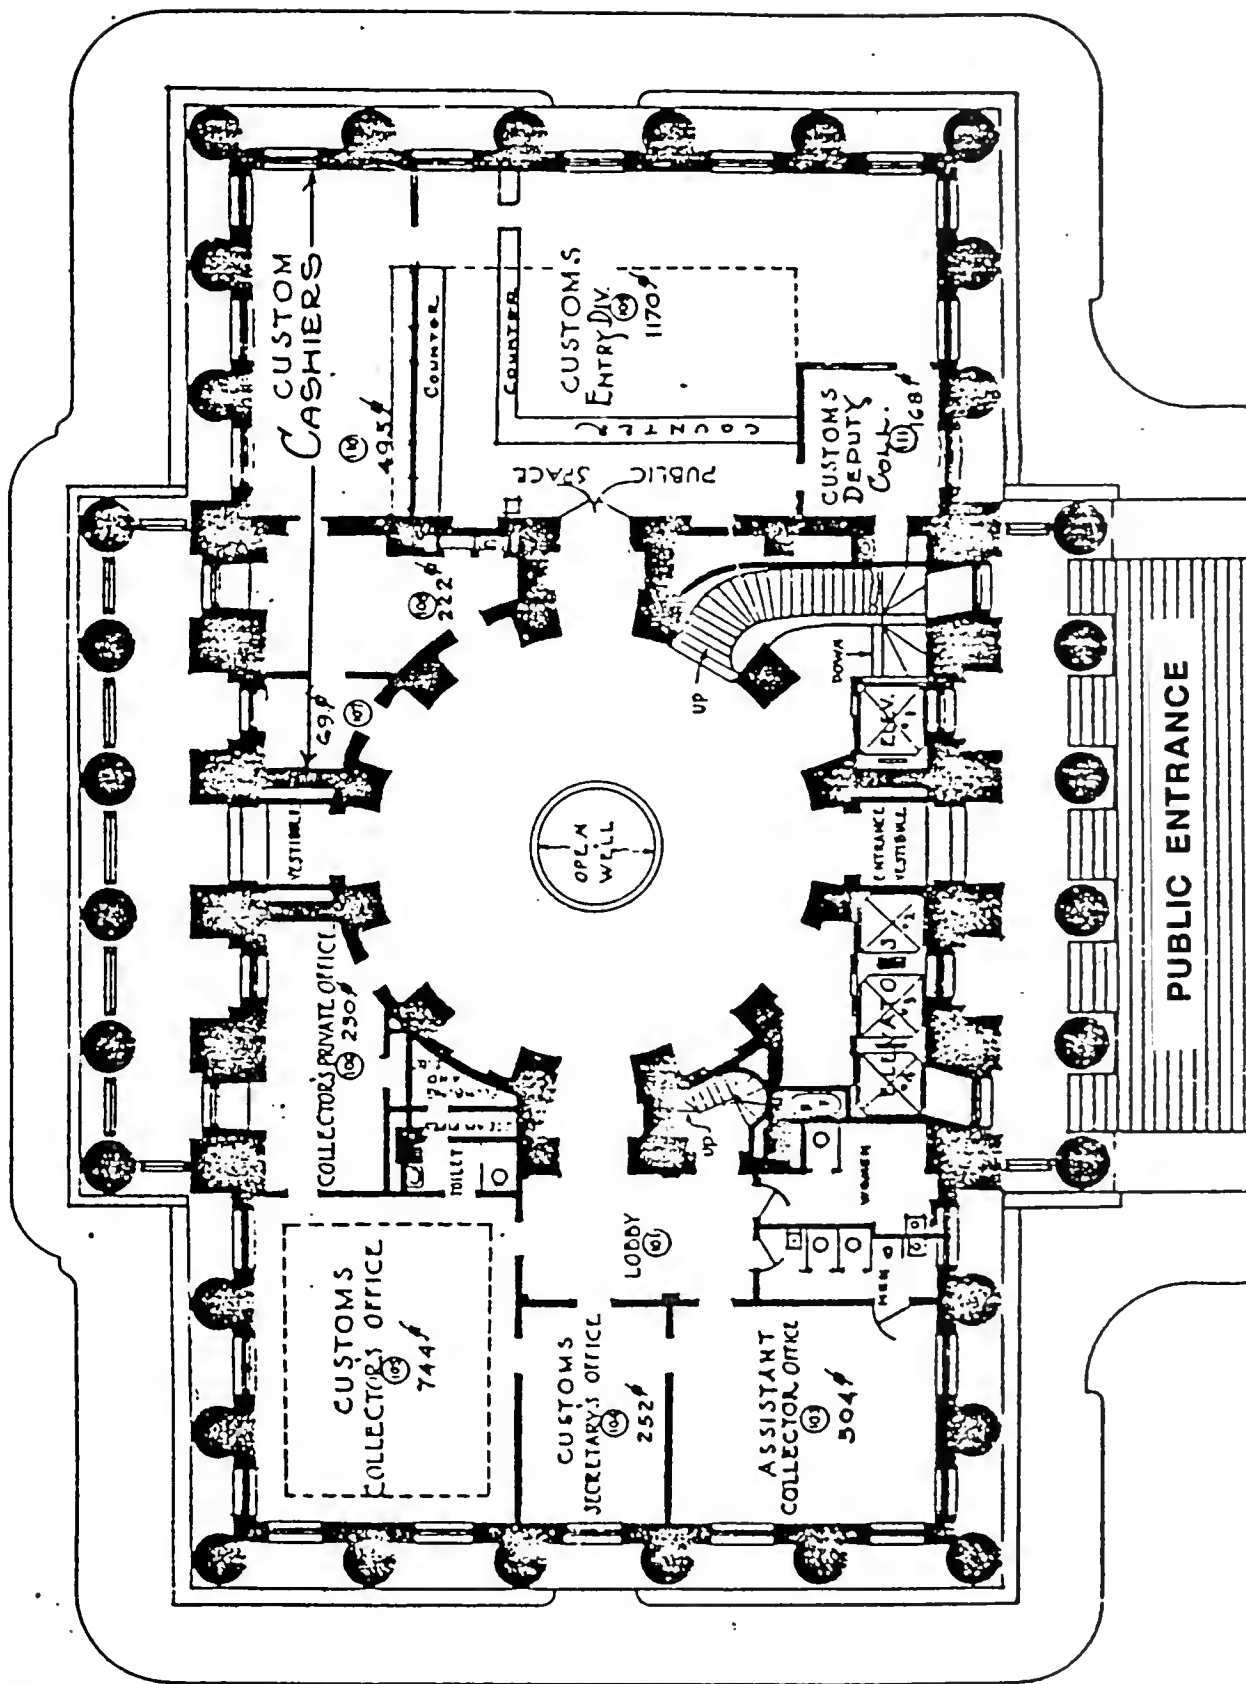 CUSTOM
CASHIERS
110
495⌀
COUNTER
COUNTER
CUSTOMS
ENTRY DIV.
109
1170⌀
COUNTER
CUSTOMS
DEPUTY
COLL.
111
168⌀
PUBLIC
SPACE
108
222⌀
69⌀
107
UP
DOWN
ELEV.
1
VESTIBULE
OPEN
WELL
ENTRANCE
VESTIBULE
PUBLIC ENTRANCE
COLLECTOR'S PRIVATE OFFICE
230⌀
TOILET
ELEVATORS
UP
WOMEN
MEN
LOBBY
101
CUSTOMS
COLLECTOR'S OFFICE
105
744⌀
CUSTOMS
SECRETARY'S OFFICE
104
252⌀
ASSISTANT
COLLECTOR OFFICE
103
504⌀